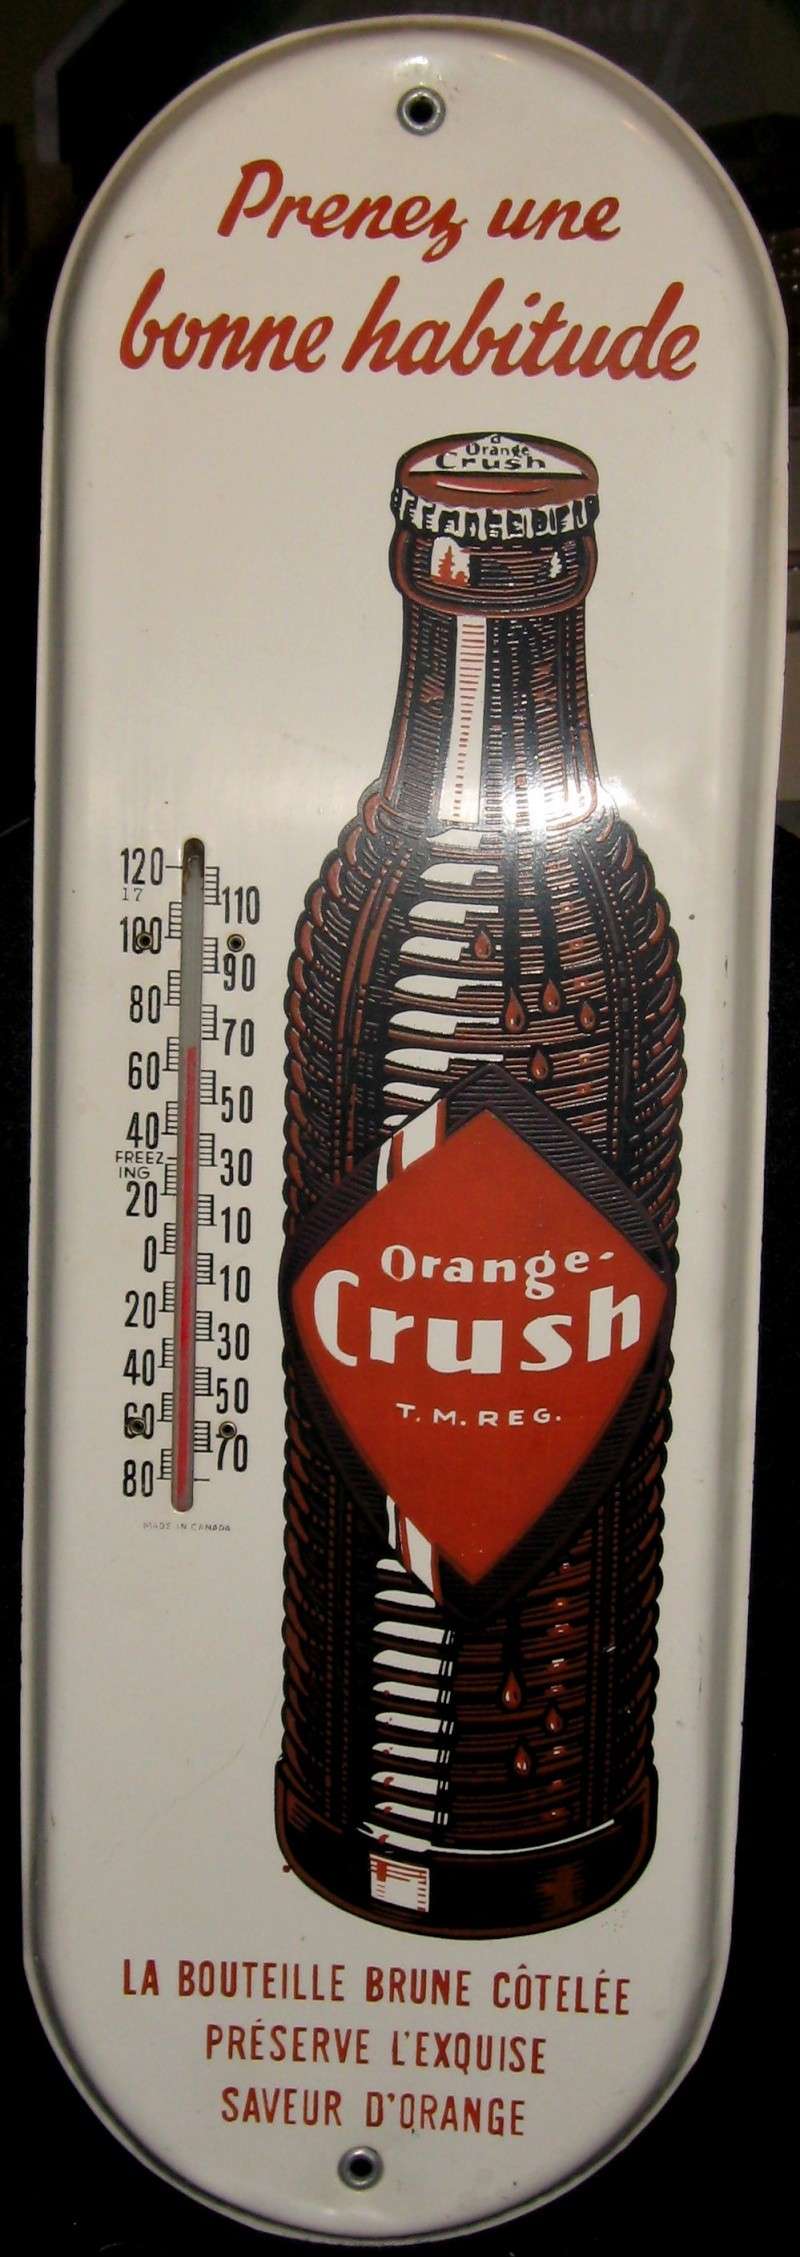 Prenez une
bonne habitude
Orange
Crush
120
17
110
100
90
80
70
60
50
40
FREEZ
ING
30
20
10
0
10
20
30
40
50
60
70
80
MADE IN CANADA
Orange-
Crush
T.M.REG.
LA BOUTEILLE BRUNE CÔTELÉE
PRÉSERVE L'EXQUISE
SAVEUR D'ORANGE